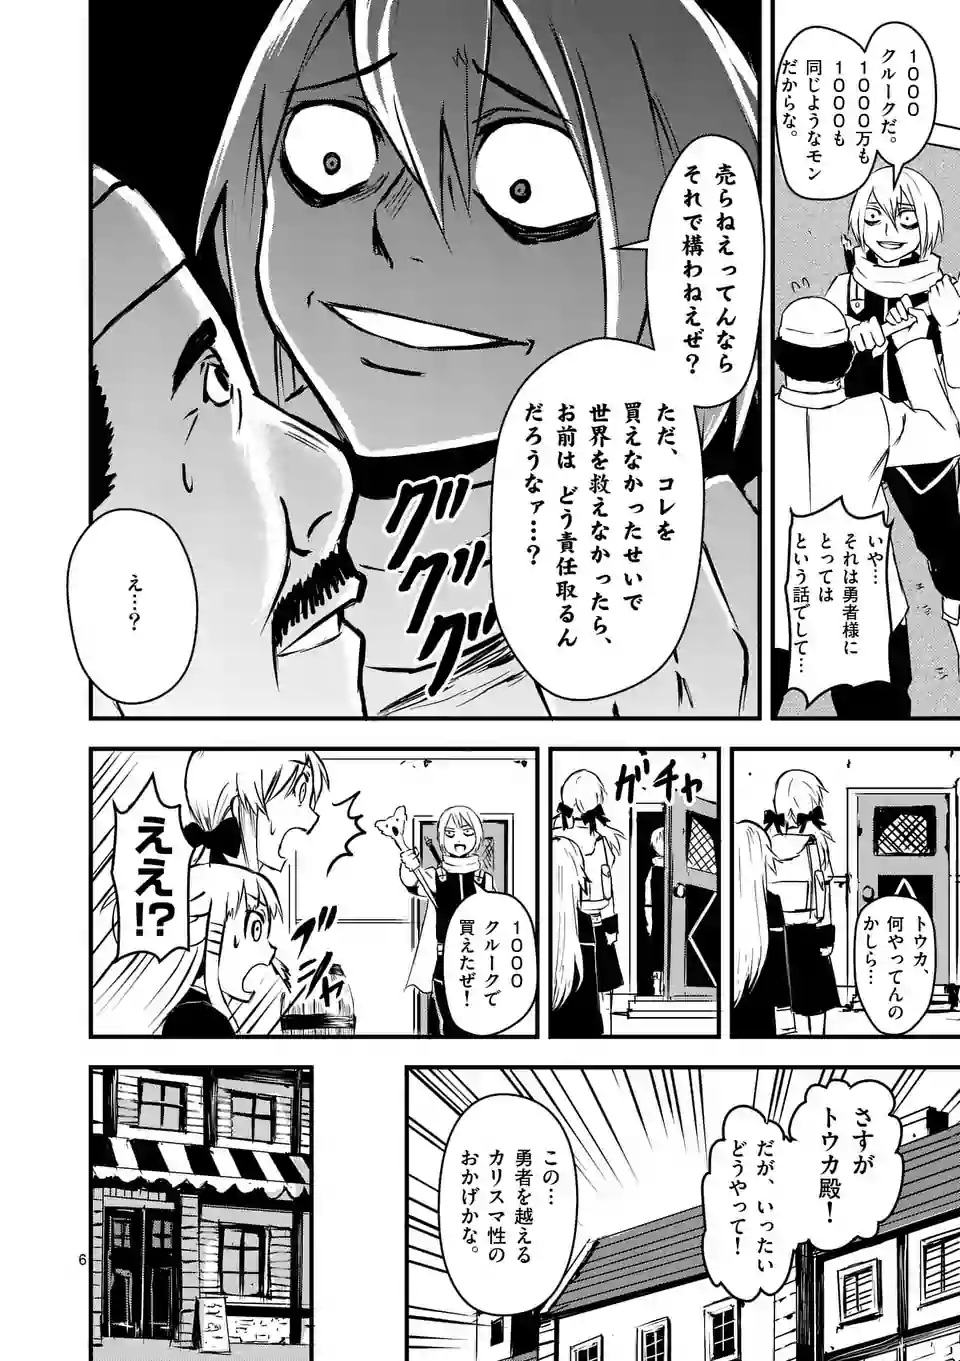 １０００
クルークだ。
１０００万も
１０００も
同じようなモン
だからな。
いや…
それは勇者様に
とっては
という話でして…
売らねえってんなら
それで構わねえぜ？
ただ、コレを
買えなかったせいで
世界を救えなかったら、
お前は どう責任取るん
だろうなァ…？
グググ
え…？
トウカ、
何やってんの
かしら…
ガチャ
１０００
クルークで
買えたぜ！
ジャジャーン
ええ!?
さすが
トウカ殿！
だが、いったい
どうやって！
この…
勇者を越える
カリスマ性の
おかげかな。
6